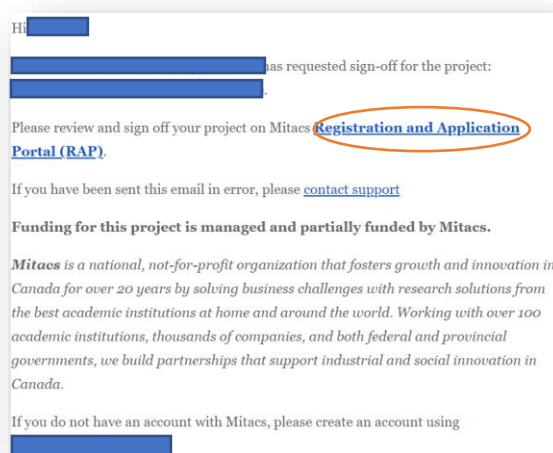 Hi
has requested sign-off for the project:
.
Please review and sign off your project on Mitacs Registration and Application
Portal (RAP).
If you have been sent this email in error, please contact support
Funding for this project is managed and partially funded by Mitacs.
Mitacs is a national, not-for-profit organization that fosters growth and innovation in
Canada for over 20 years by solving business challenges with research solutions from
the best academic institutions at home and around the world. Working with over 100
academic institutions, thousands of companies, and both federal and provincial
governments, we build partnerships that support industrial and social innovation in
Canada.
If you do not have an account with Mitacs, please create an account using